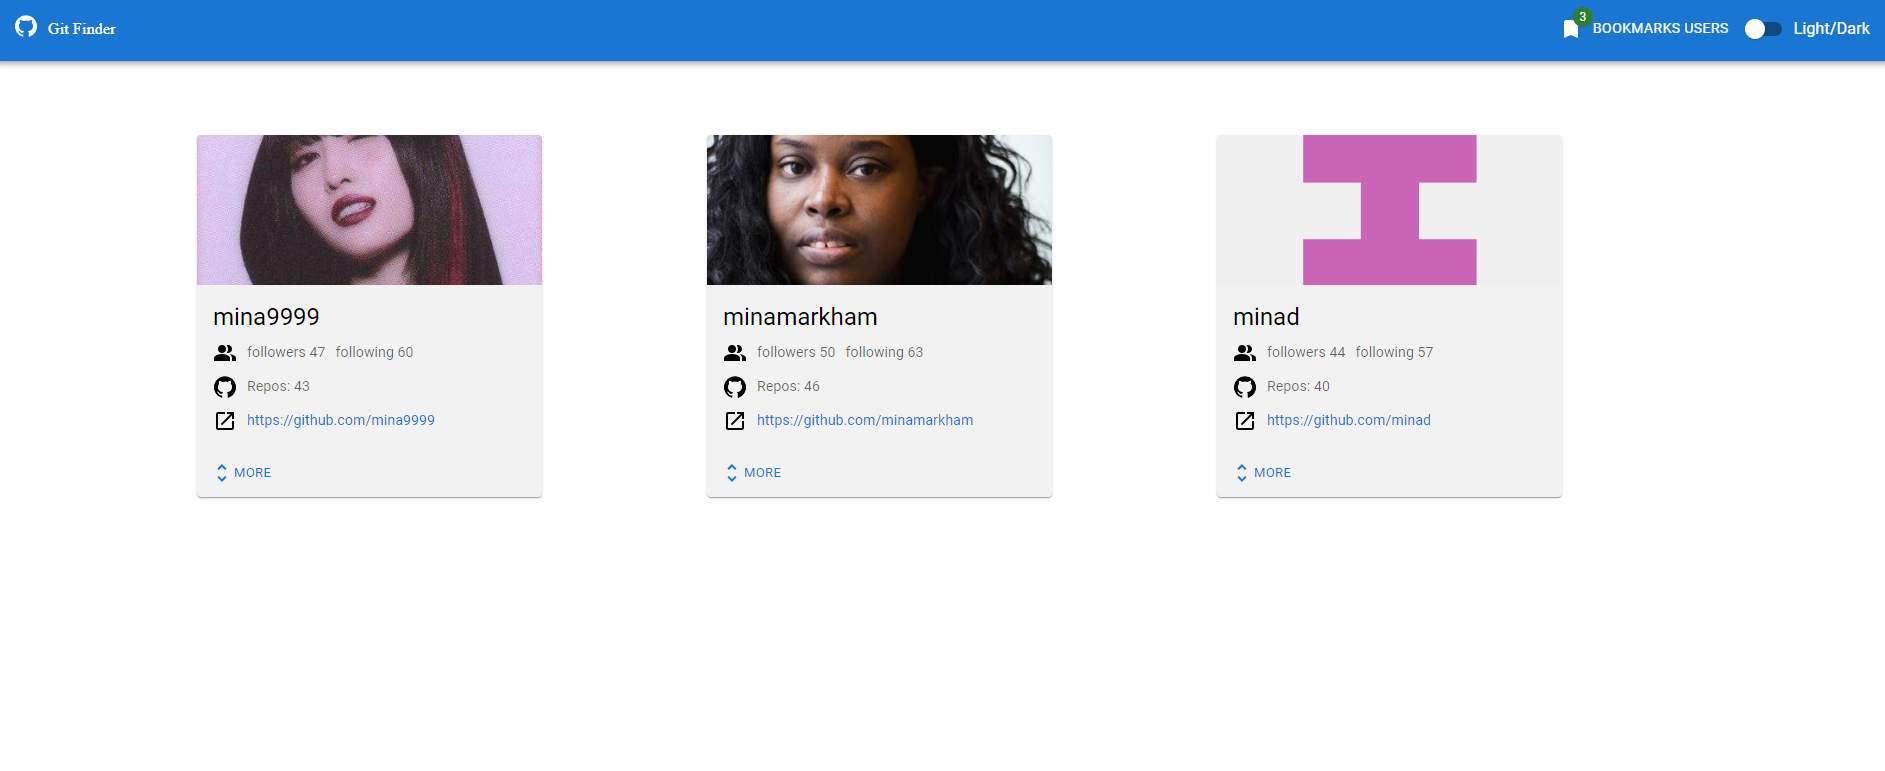 Git Finder
3
BOOKMARKS USERS
Light/Dark
mina9999
followers 47 following 60
Repos: 43
https://github.com/mina9999
MORE
minamarkham
followers 50 following 63
Repos: 46
https://github.com/minamarkham
MORE
minad
followers 44 following 57
Repos: 40
https://github.com/minad
MORE